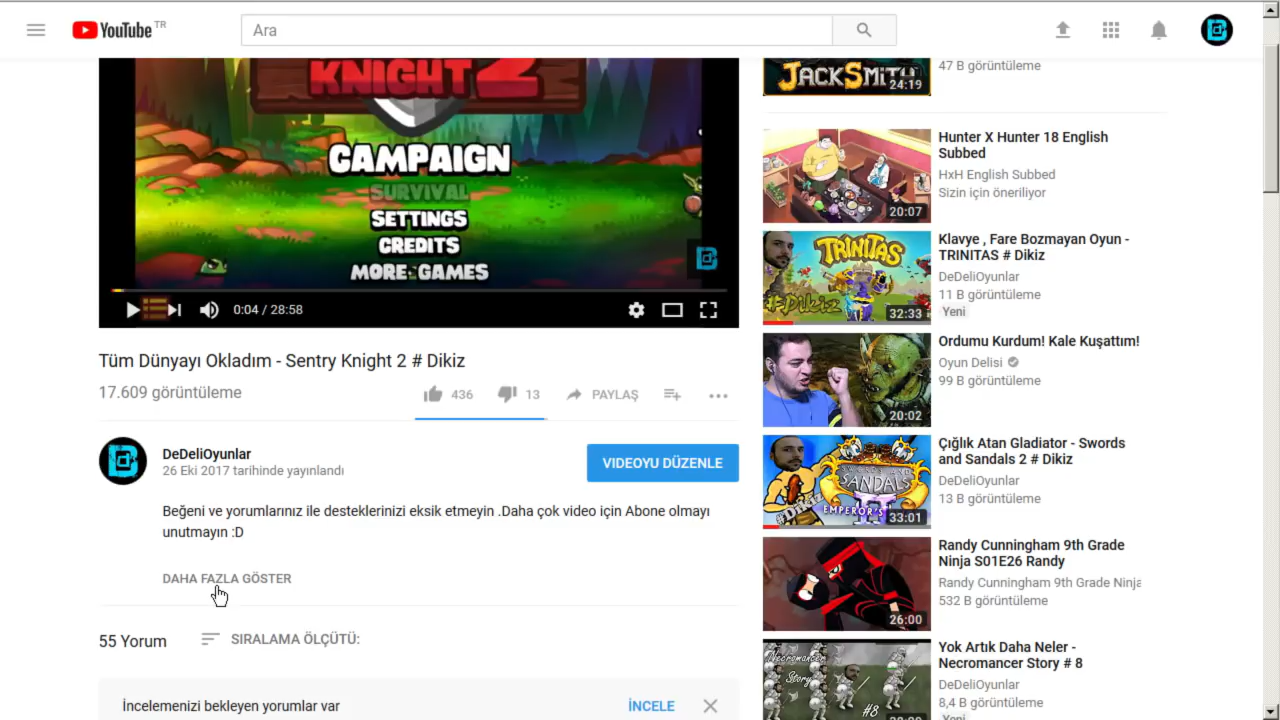 YouTube TR
Ara
KNIGHT 2
CAMPAIGN
SURVIVAL
SETTINGS
CREDITS
MORE GAMES
0:04 / 28:58
Tüm Dünyayı Okladım - Sentry Knight 2 # Dikiz
17.609 görüntüleme
436
13
PAYLAŞ
DeDeliOyunlar
26 Eki 2017 tarihinde yayınlandı
VIDEOYU DÜZENLE
Beğeni ve yorumlarınız ile desteklerinizi eksik etmeyin .Daha çok video için Abone olmayı
unutmayın :D
DAHA FAZLA GÖSTER
55 Yorum
SIRALAMA ÖLÇÜTÜ:
İncelemenizi bekleyen yorumlar var
İNCELE
JACKSMITH
24:19
47 B görüntüleme
20:07
Hunter X Hunter 18 English
Subbed
HxH English Subbed
Sizin için öneriliyor
TRINITAS
#Dikiz
32:33
Klavye , Fare Bozmayan Oyun -
TRINITAS # Dikiz
DeDeliOyunlar
11 B görüntüleme
Yeni
20:02
Ordumu Kurdum! Kale Kuşattım!
Oyun Delisi
99 B görüntüleme
SWORDS AND
SANDALS
EMPEROR'S
#Dikiz
33:01
Çığlık Atan Gladiator - Swords
and Sandals 2 # Dikiz
DeDeliOyunlar
13 B görüntüleme
26:00
Randy Cunningham 9th Grade
Ninja S01E26 Randy
Randy Cunningham 9th Grade Ninja
532 B görüntüleme
Necromancer
Story
#8
Yok Artık Daha Neler -
Necromancer Story # 8
DeDeliOyunlar
8,4 B görüntüleme
Yeni